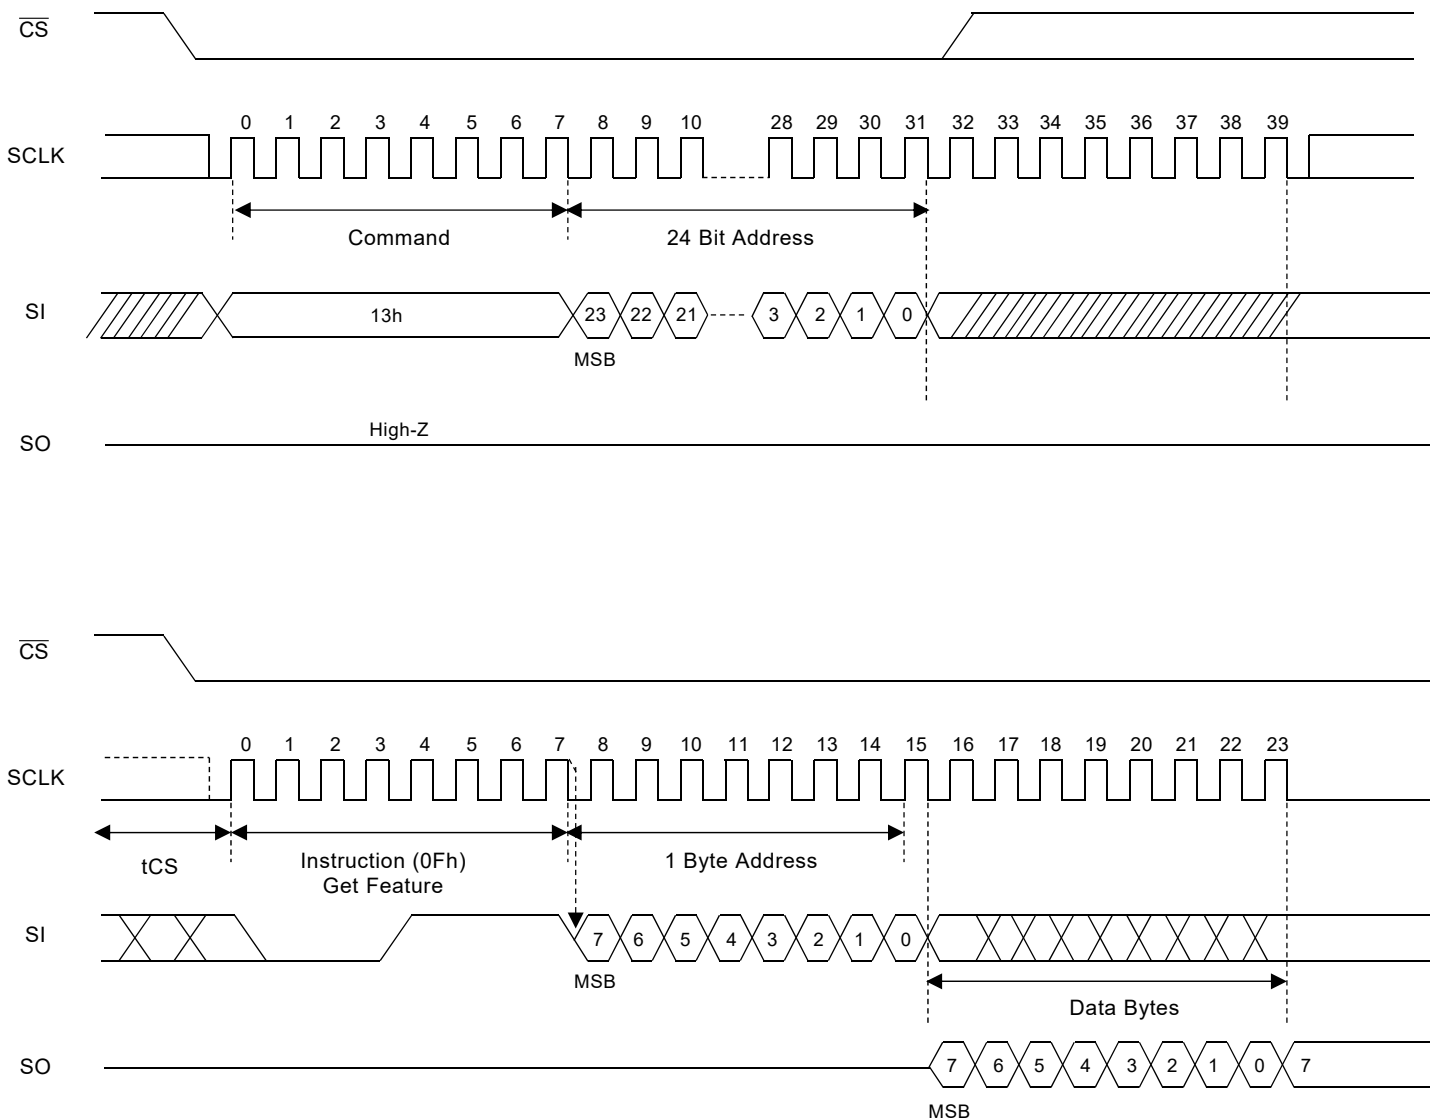 CS
0 1 2 3 4 5 6 7 8 9 10 28 29 30 31 32 33 34 35 36 37 38 39
SCLK
Command 24 Bit Address
SI 13h 23 22 21 3 2 1 0
MSB
High-Z
SO
CS
0 1 2 3 4 5 6 7 8 9 10 11 12 13 14 15 16 17 18 19 20 21 22 23
SCLK
tCS Instruction (0Fh) 1 Byte Address
Get Feature
SI 7 6 5 4 3 2 1 0
MSB
Data Bytes
SO 7 6 5 4 3 2 1 0 7
MSB